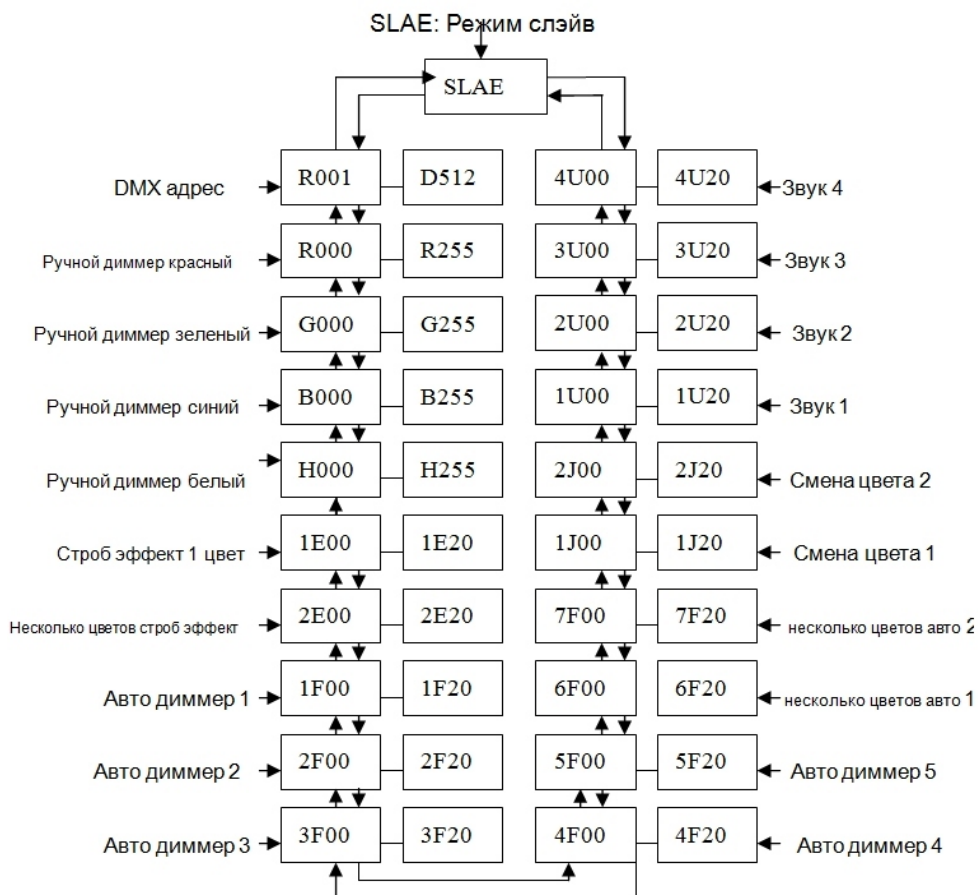 SLAE: Режим слэйв
SLAE
DMX адрес R001 D512 4U00 4U20 Звук 4
Ручной диммер красный R000 R255 3U00 3U20 Звук 3
Ручной диммер зеленый G000 G255 2U00 2U20 Звук 2
Ручной диммер синий B000 B255 1U00 1U20 Звук 1
Ручной диммер белый H000 H255 2J00 2J20 Смена цвета 2
Строб эффект 1 цвет 1E00 1E20 1J00 1J20 Смена цвета 1
Несколько цветов строб эффект 2E00 2E20 7F00 7F20 несколько цветов авто 2
Авто диммер 1 1F00 1F20 6F00 6F20 несколько цветов авто 1
Авто диммер 2 2F00 2F20 5F00 5F20 Авто диммер 5
Авто диммер 3 3F00 3F20 4F00 4F20 Авто диммер 4